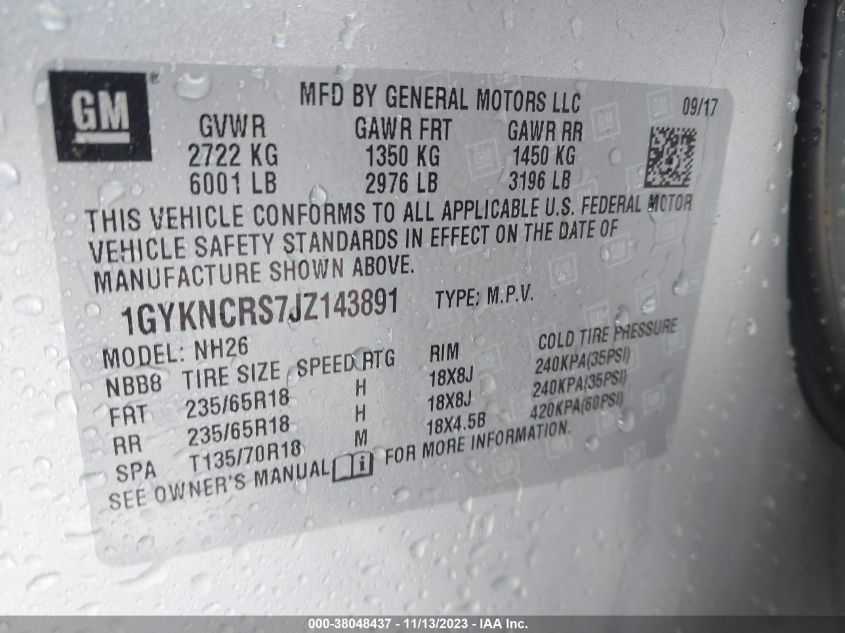 GM ®
MFD BY GENERAL MOTORS LLC 09/17
GVWR GAWR FRT GAWR RR
2722 KG 1350 KG 1450 KG
6001 LB 2976 LB 3196 LB
THIS VEHICLE CONFORMS TO ALL APPLICABLE U.S. FEDERAL MOTOR
VEHICLE SAFETY STANDARDS IN EFFECT ON THE DATE OF
MANUFACTURE SHOWN ABOVE.
1GYKNCRS7JZ143891 TYPE: M.P.V.
MODEL: NH26
NBB8 TIRE SIZE SPEED RTG RIM COLD TIRE PRESSURE
FRT 235/65R18 H 18X8J 240KPA(35PSI)
RR 235/65R18 H 18X8J 240KPA(35PSI)
SPA T135/70R18 M 18X4.5B 420KPA(60PSI)
SEE OWNER'S MANUAL i FOR MORE INFORMATION.
000-38048437 - 11/13/2023 - IAA Inc.